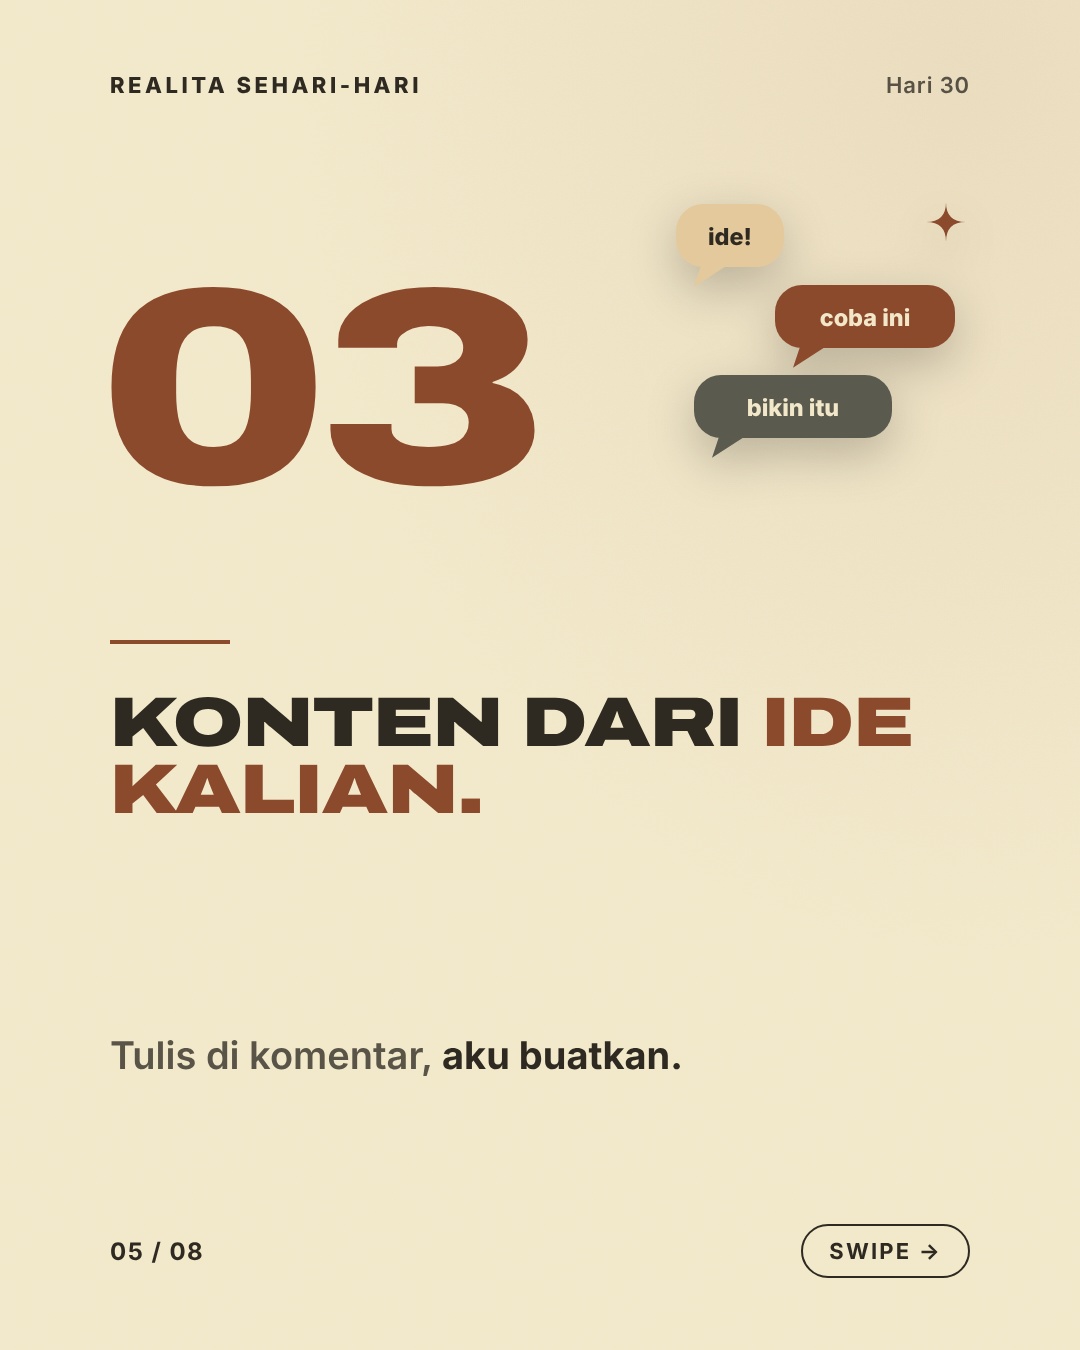 REALITA SEHARI-HARI
Hari 30
ide!
coba ini
bikin itu
03
KONTEN DARI IDE
KALIAN.
Tulis di komentar, aku buatkan.
05 / 08
SWIPE →